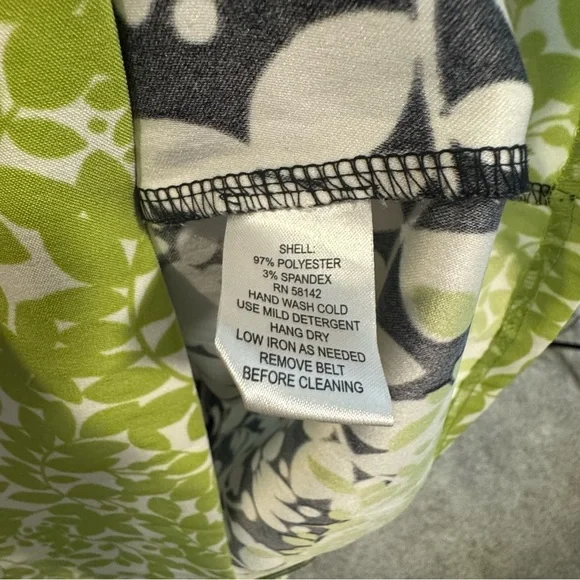 SHELL:
97% POLYESTER
3% SPANDEX
RN 58142
HAND WASH COLD
USE MILD DETERGENT
HANG DRY
LOW IRON AS NEEDED
REMOVE BELT
BEFORE CLEANING